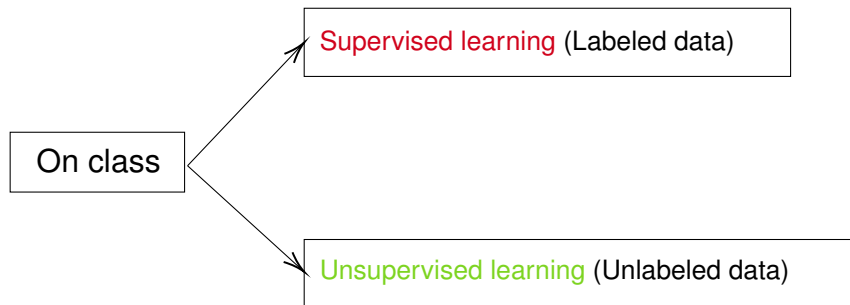 Supervised learning (Labeled data)
On class
Unsupervised learning (Unlabeled data)